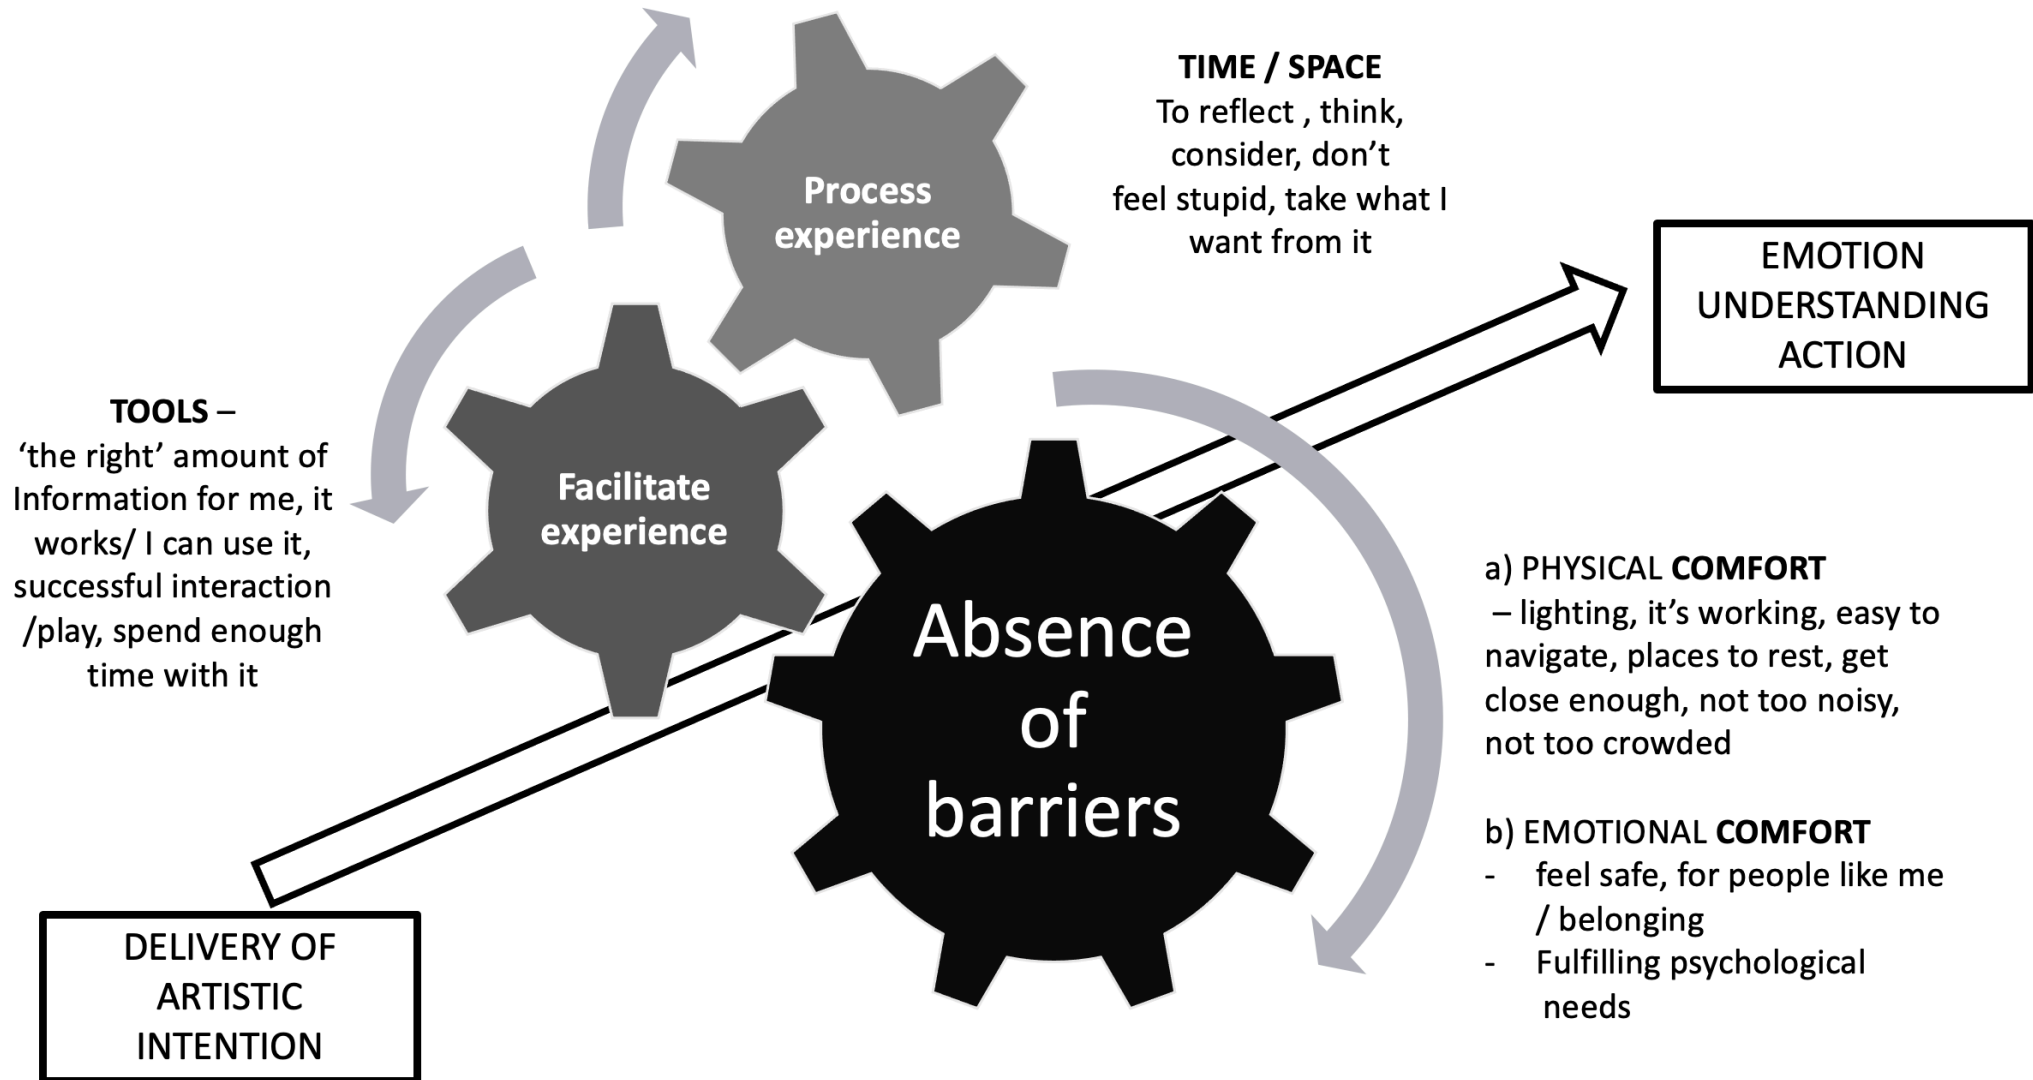 TIME / SPACE
To reflect , think,
consider, don’t
feel stupid, take what I
want from it
Process
experience
EMOTION
UNDERSTANDING
ACTION
TOOLS –
‘the right’ amount of
Information for me, it
works/ I can use it,
successful interaction
/play, spend enough
time with it
Facilitate
experience
Absence
of
barriers
a) PHYSICAL COMFORT
– lighting, it’s working, easy to
navigate, places to rest, get
close enough, not too noisy,
not too crowded
b) EMOTIONAL COMFORT
- feel safe, for people like me
/ belonging
- Fulfilling psychological
needs
DELIVERY OF
ARTISTIC
INTENTION